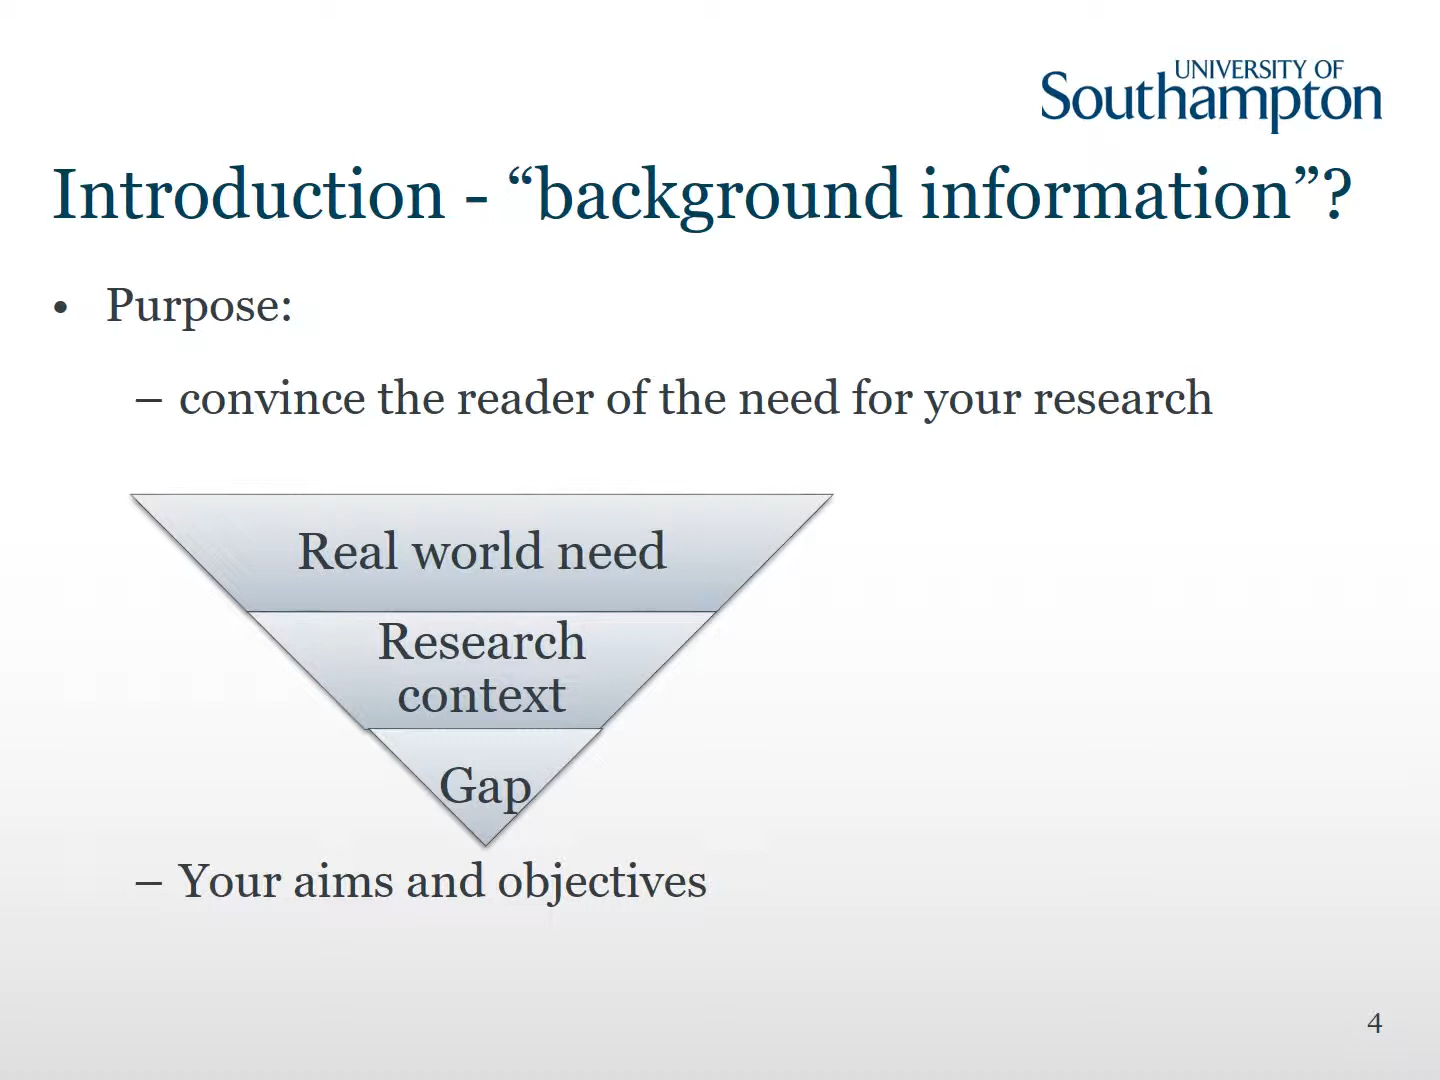 UNIVERSITY OF
Southampton
Introduction - “background information”?
• Purpose:
– convince the reader of the need for your research
Real world need
Research
context
Gap
– Your aims and objectives
4